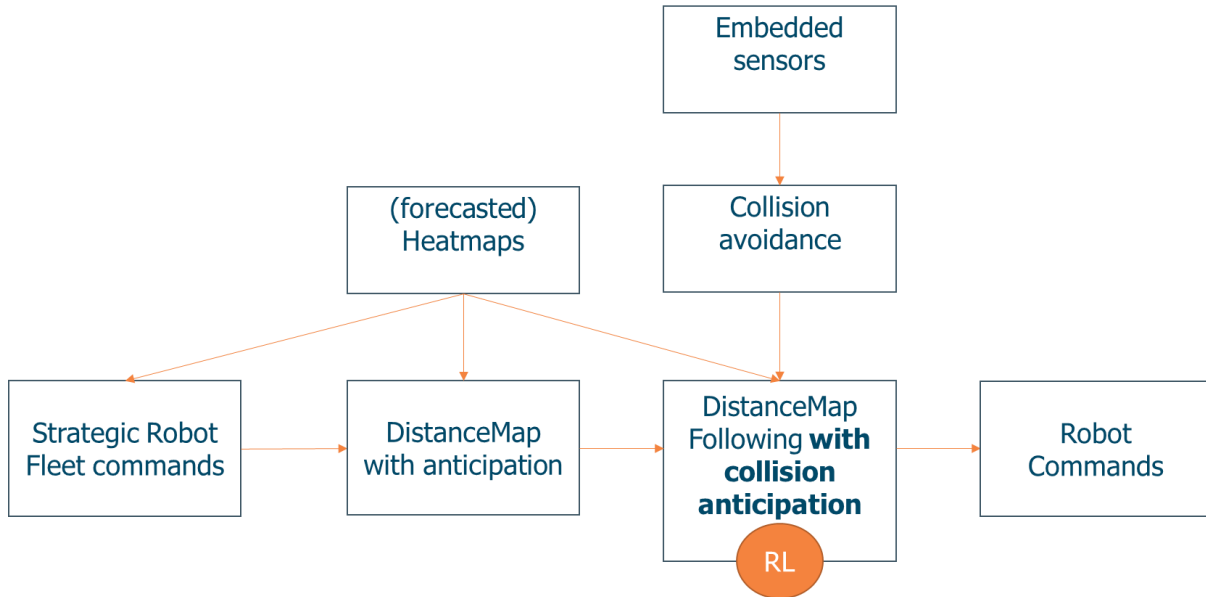 Embedded
sensors
(forecasted)
Heatmaps
Collision
avoidance
Strategic Robot
Fleet commands
DistanceMap
with anticipation
DistanceMap
Following with
collision
anticipation
RL
Robot
Commands